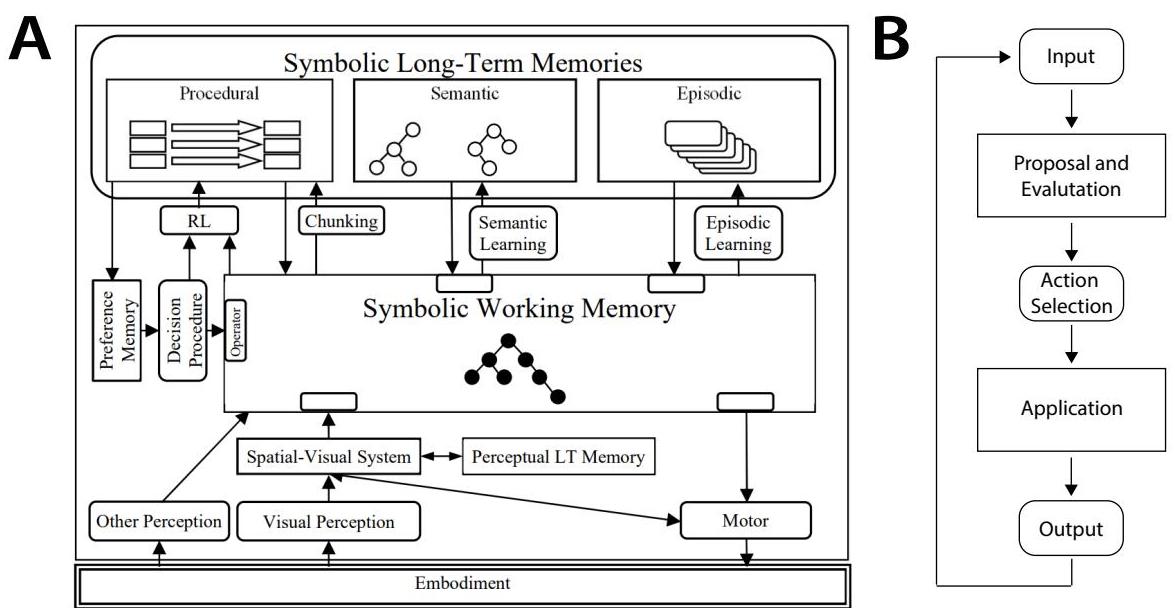 A
Symbolic Long-Term Memories
Procedural
Semantic
Episodic
RL
Chunking
Semantic
Learning
Episodic
Learning
Preference
Memory
Decision
Procedure
Operator
Symbolic Working Memory
Spatial-Visual System
Perceptual LT Memory
Other Perception
Visual Perception
Motor
Embodiment
B
Input
Proposal and
Evalutation
Action
Selection
Application
Output